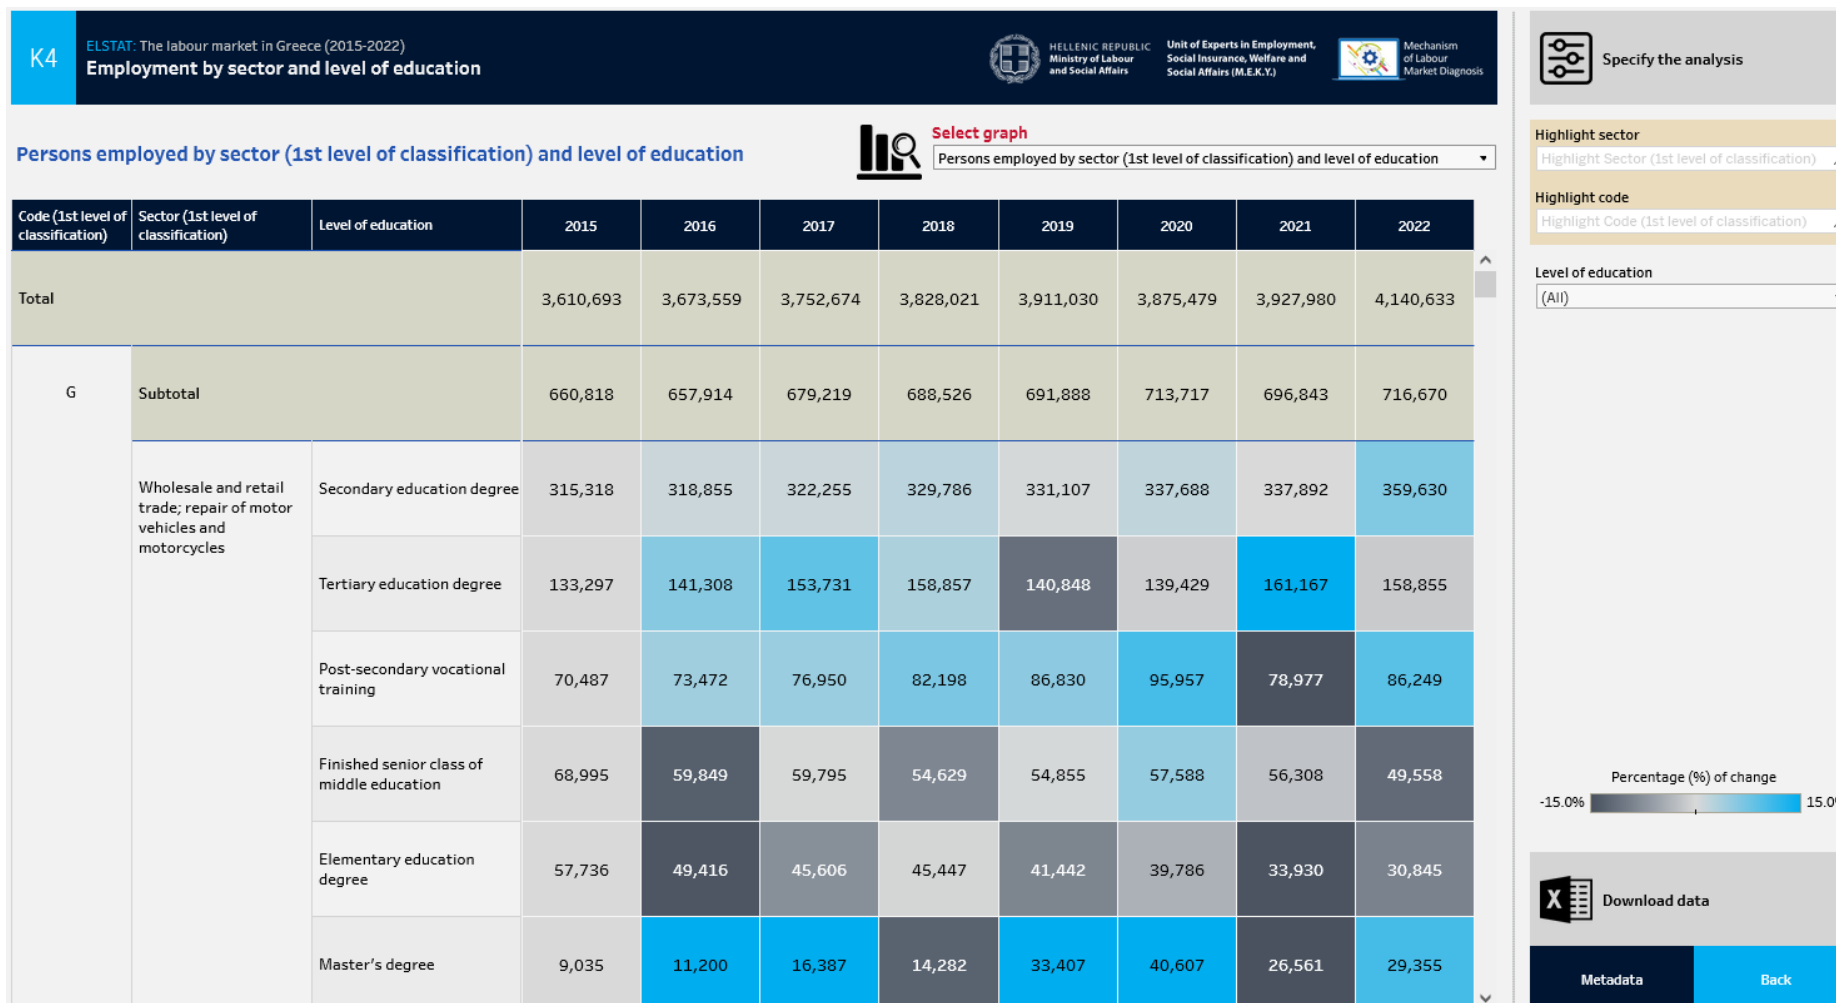 K4
ELSTAT: The labour market in Greece (2015-2022)
Employment by sector and level of education
HELLENIC REPUBLIC
Ministry of Labour
and Social Affairs
Unit of Experts in Employment,
Social Insurance, Welfare and
Social Affairs (M.E.K.Y.)
Mechanism
of Labour
Market Diagnosis
Specify the analysis
Persons employed by sector (1st level of classification) and level of education
Select graph
Persons employed by sector (1st level of classification) and level of education
Highlight sector
Highlight Sector (1st level of classification)
Highlight code
Highlight Code (1st level of classification)
Level of education
(All)
Code (1st level of classification) Sector (1st level of classification) Level of education 2015 2016 2017 2018 2019 2020 2021 2022
Total 3,610,693 3,673,559 3,752,674 3,828,021 3,911,030 3,875,479 3,927,980 4,140,633
G Subtotal 660,818 657,914 679,219 688,526 691,888 713,717 696,843 716,670
Wholesale and retail
trade; repair of motor
vehicles and
motorcycles
Secondary education degree 315,318 318,855 322,255 329,786 331,107 337,688 337,892 359,630
Tertiary education degree 133,297 141,308 153,731 158,857 140,848 139,429 161,167 158,855
Post-secondary vocational
training 70,487 73,472 76,950 82,198 86,830 95,957 78,977 86,249
Finished senior class of
middle education 68,995 59,849 59,795 54,629 54,855 57,588 56,308 49,558
Elementary education
degree 57,736 49,416 45,606 45,447 41,442 39,786 33,930 30,845
Master's degree 9,035 11,200 16,387 14,282 33,407 40,607 26,561 29,355
Percentage (%) of change
-15.0% 15.0%
X
Download data
Metadata Back